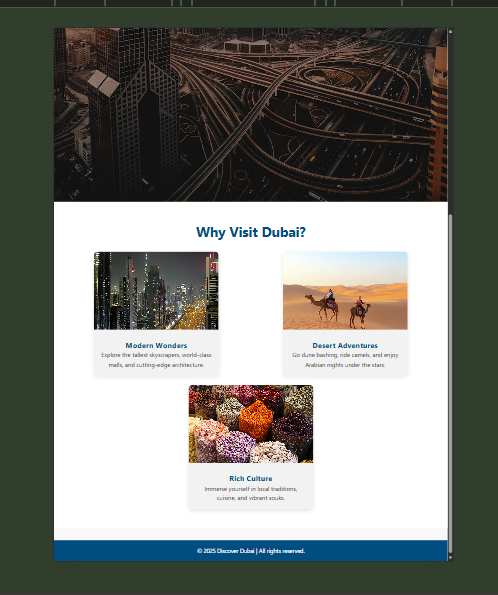 Why Visit Dubai?
Modern Wonders
Explore the tallest skyscrapers, world-class
malls, and cutting-edge architecture.
Desert Adventures
Go dune bashing, ride camels, and enjoy
Arabian nights under the stars.
Rich Culture
Immerse yourself in local traditions,
cuisine, and vibrant souks.
© 2025 Discover Dubai | All rights reserved.